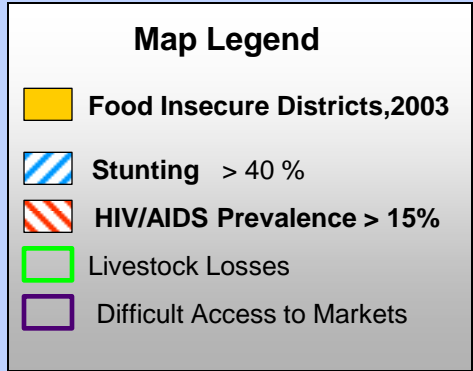 Map Legend
Food Insecure Districts,2003
Stunting > 40 %
HIV/AIDS Prevalence > 15%
Livestock Losses
Difficult Access to Markets